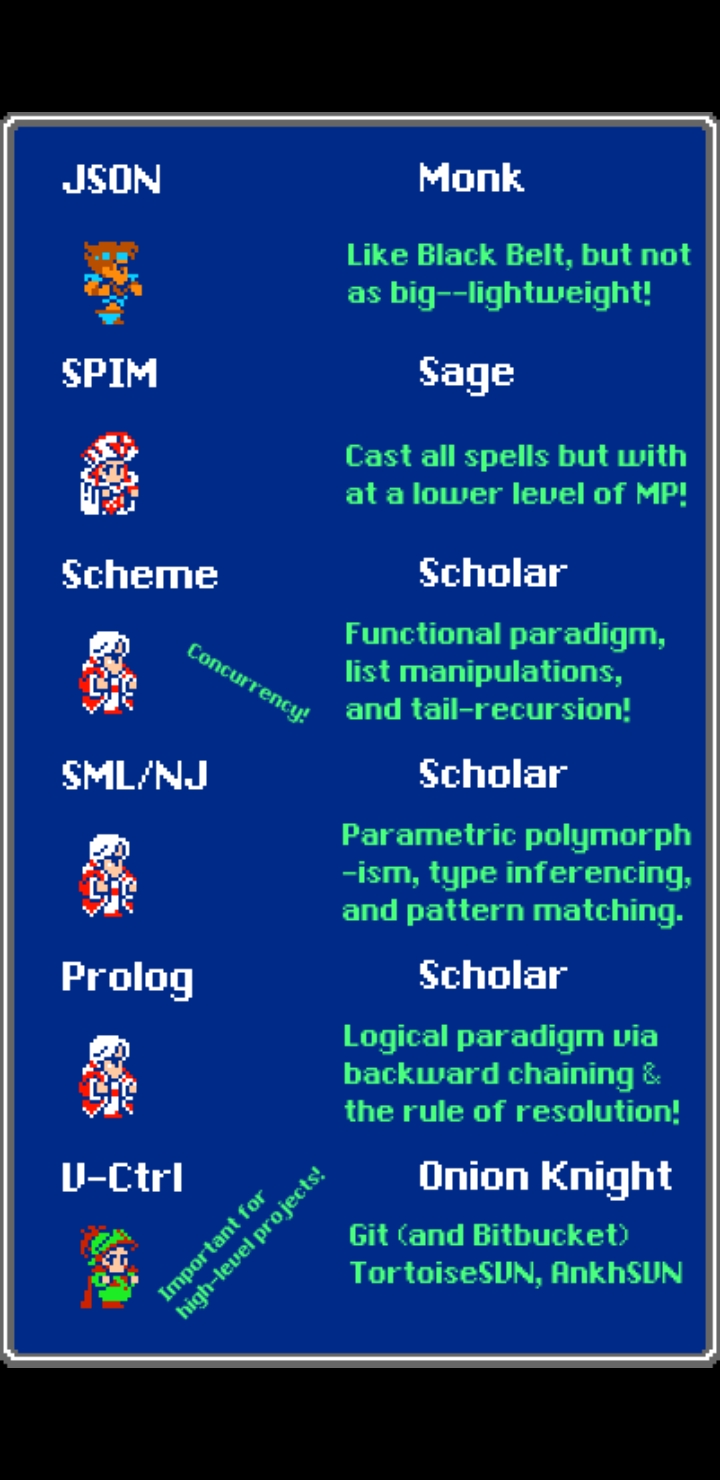 JSON
Monk
Like Black Belt, but not
as big--lightweight!
SPIM
Sage
Cast all spells but with
at a lower level of MP!
Scheme
Scholar
Concurrency!
Functional paradigm,
list manipulations,
and tail-recursion!
SML/NJ
Scholar
Parametric polymorph
-ism, type inferencing,
and pattern matching.
Prolog
Scholar
Logical paradigm via
backward chaining &
the rule of resolution!
V-Ctrl
Onion Knight
Important for
high-level projects!
Git (and Bitbucket)
TortoiseSVN, AnkhSVN